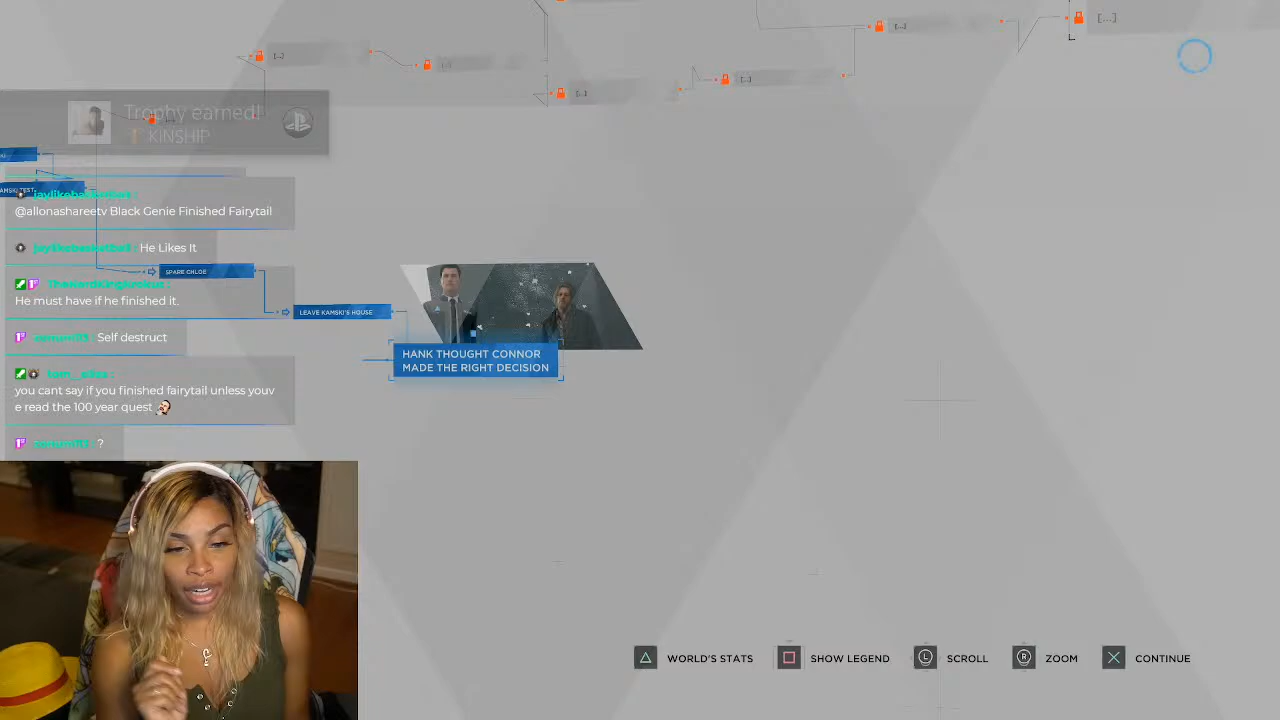 [...]
[...]
[...]
[...]
[...]
[...]
Trophy earned!
KINSHIP
KAMSKI TEST
@allonashareetv Black Genie Finished Fairytail
: He Likes It
He must have if he finished it.
: Self destruct
you cant say if you finished fairytail unless youv
e read the 100 year quest
: ?
SPARE CHLOE
LEAVE KAMSKI'S HOUSE
HANK THOUGHT CONNOR
MADE THE RIGHT DECISION
WORLD'S STATS
SHOW LEGEND
L
SCROLL
R
ZOOM
CONTINUE